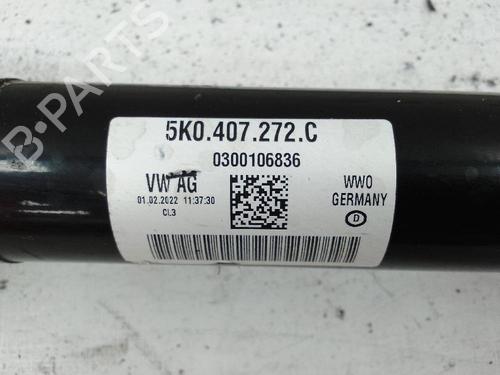 5K0.407.272.C
0300106836
VW AG
01.02.2022 11:37:30
CL3
WWO
GERMANY
D
B-PARTS